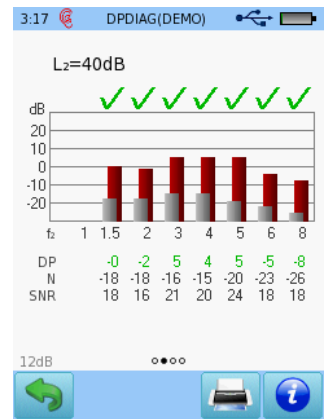 3:17 DPDIAG(DEMO)
L₂=40dB
dB
20
10
0
-10
-20
f₂ 1 1.5 2 3 4 5 6 8
DP -0 -2 5 4 5 -5 -8
N -18 -18 -16 -15 -20 -23 -26
SNR 18 16 21 20 24 18 18
12dB
i